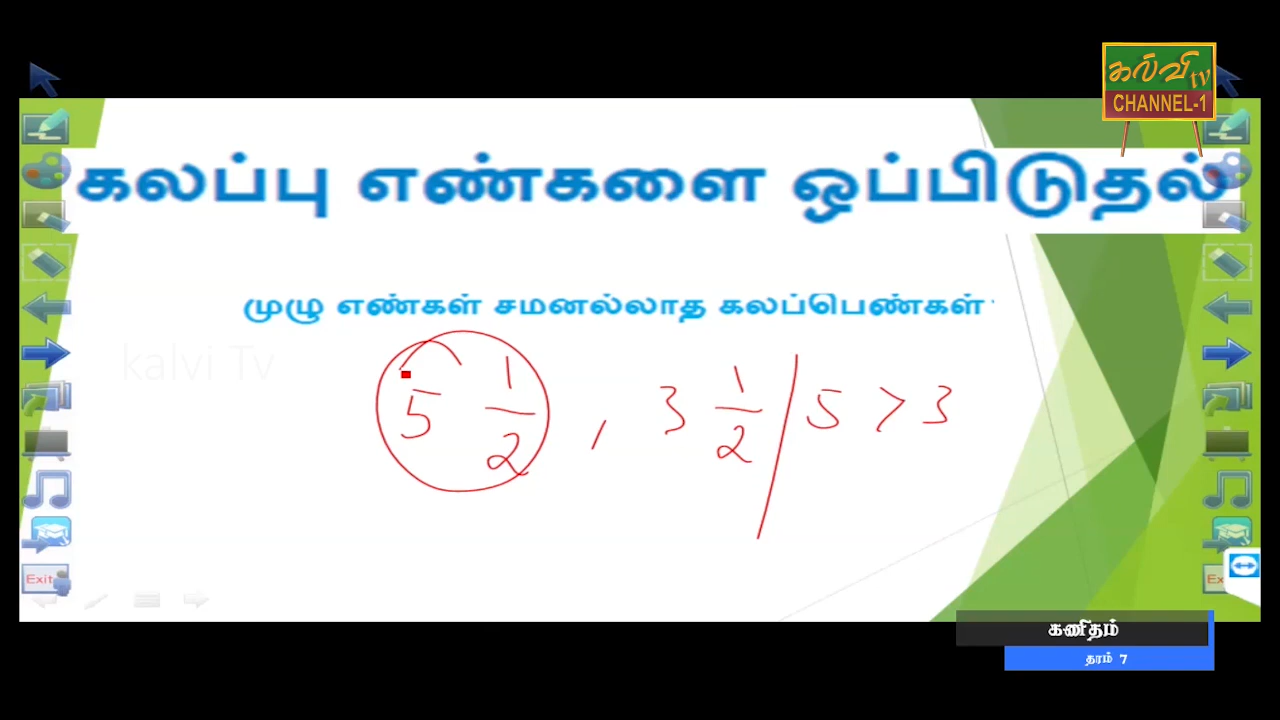 கல்வி tv
CHANNEL-1
கலப்பு எண்களை ஒப்பிடுதல்
முழு எண்கள் சமனல்லாத கலப்பெண்கள்
kalvi Tv
5 1/2 , 3 1/2 / 5 > 3
Exit
Ex
கணிதம்
தரம் 7